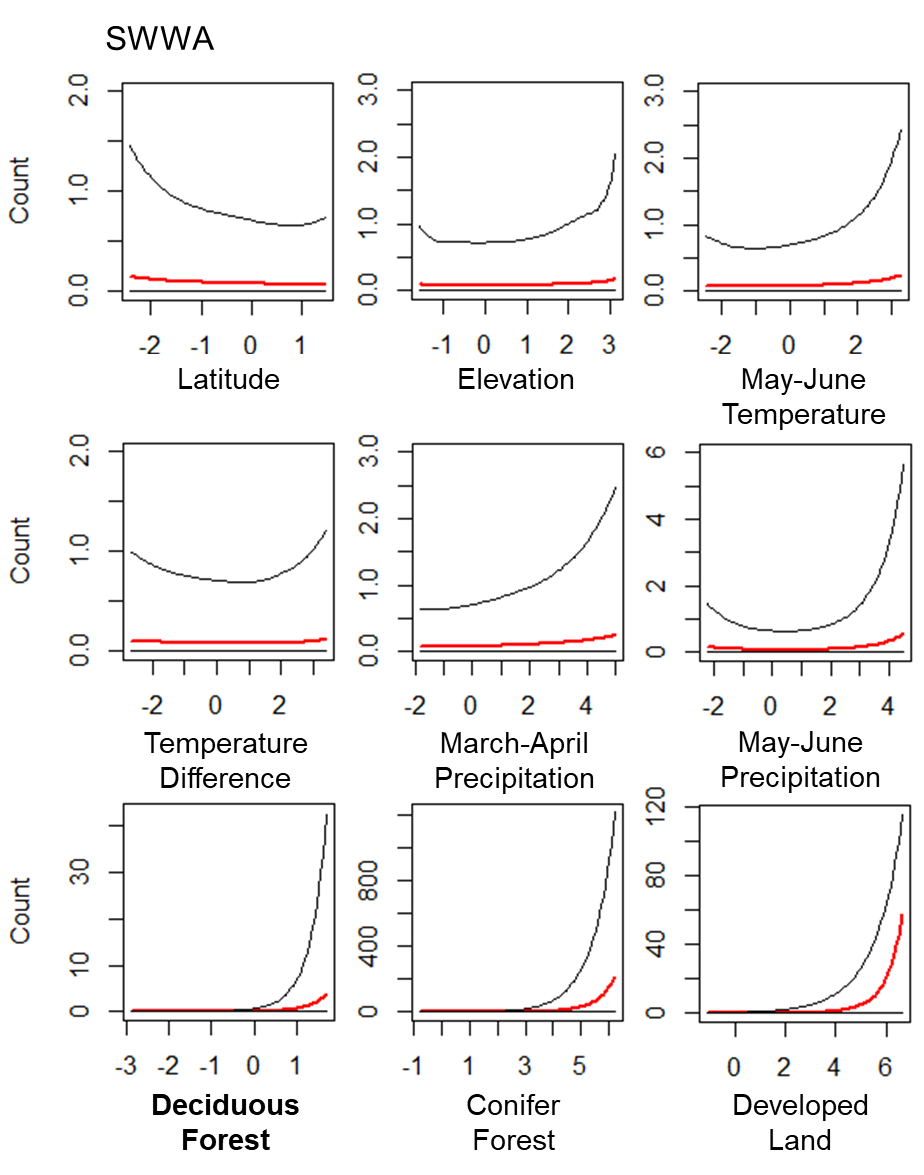 SWWA
Count
0.0 1.0 2.0
-2 -1 0 1
Latitude
0.0 1.0 2.0 3.0
-1 0 1 2 3
Elevation
0.0 1.0 2.0 3.0
-2 0 2
May-June
Temperature
Count
0.0 1.0 2.0
-2 0 2
Temperature
Difference
0.0 1.0 2.0 3.0
-2 0 2 4
March-April
Precipitation
0 2 4 6
-2 0 2 4
May-June
Precipitation
Count
0 10 30
-3 -2 -1 0 1
Deciduous
Forest
0 400 800
-1 1 3 5
Conifer
Forest
0 40 80 120
0 2 4 6
Developed
Land